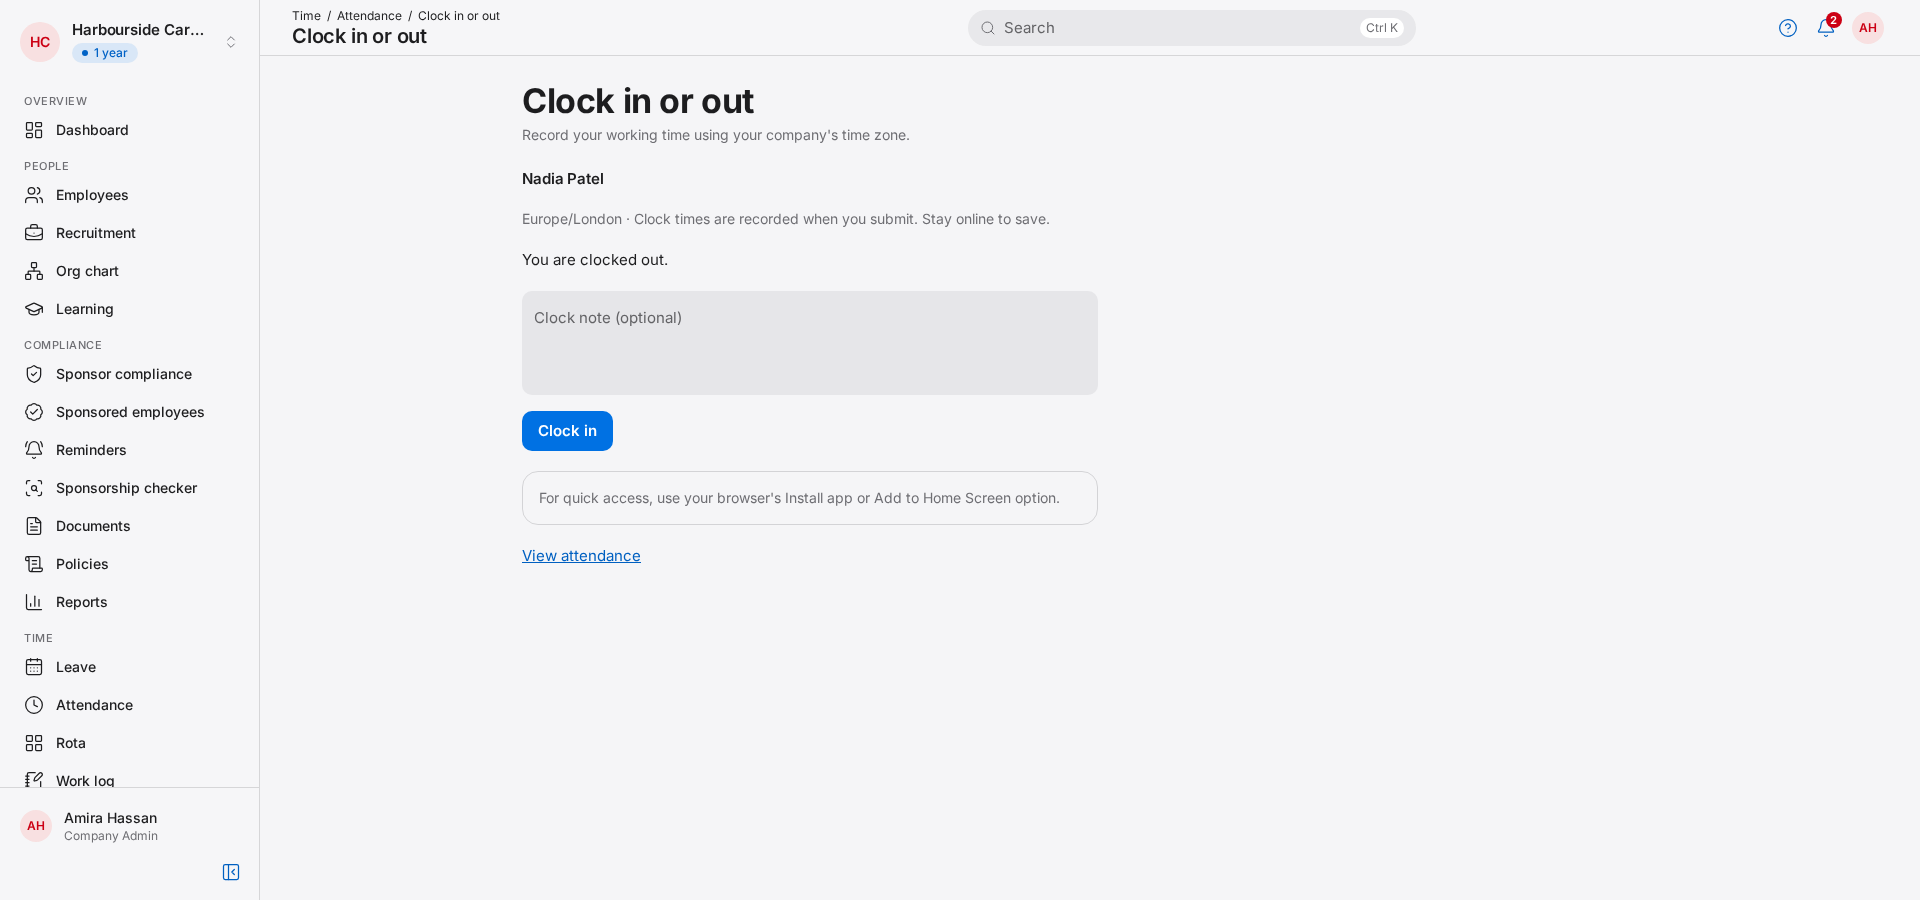 HC
Harbourside Car...
1 year
OVERVIEW
Dashboard
PEOPLE
Employees
Recruitment
Org chart
Learning
COMPLIANCE
Sponsor compliance
Sponsored employees
Reminders
Sponsorship checker
Documents
Policies
Reports
TIME
Leave
Attendance
Rota
Work log
AH
Amira Hassan
Company Admin
Time / Attendance / Clock in or out
Clock in or out
Search
Ctrl K
2
AH
Clock in or out
Record your working time using your company's time zone.
Nadia Patel
Europe/London · Clock times are recorded when you submit. Stay online to save.
You are clocked out.
Clock note (optional)
Clock in
For quick access, use your browser's Install app or Add to Home Screen option.
View attendance